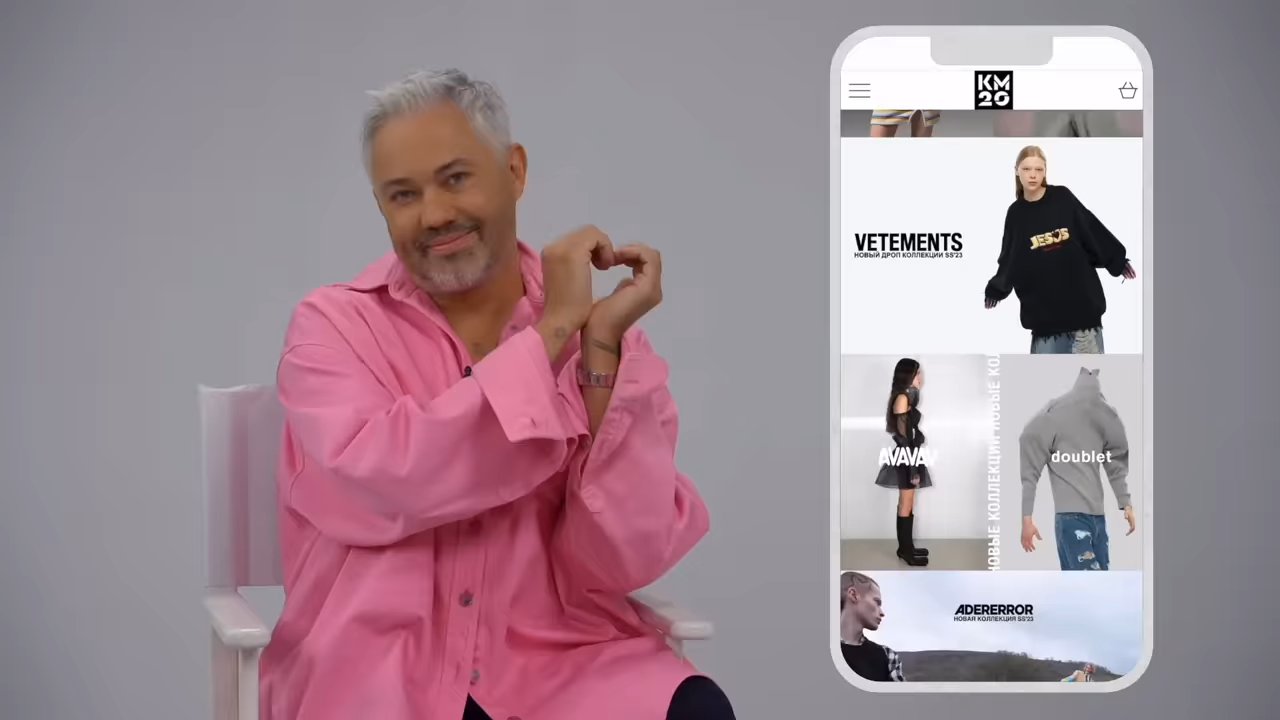 KM
20
VETEMENTS
НОВЫЙ ДРОП КОЛЛЕКЦИИ SS'23
JESUS
AVAVAV
НОВЫЕ КОЛЛЕКЦИИ НОВЫЕ
doublet
ADERERROR
НОВАЯ КОЛЛЕКЦИЯ SS'23